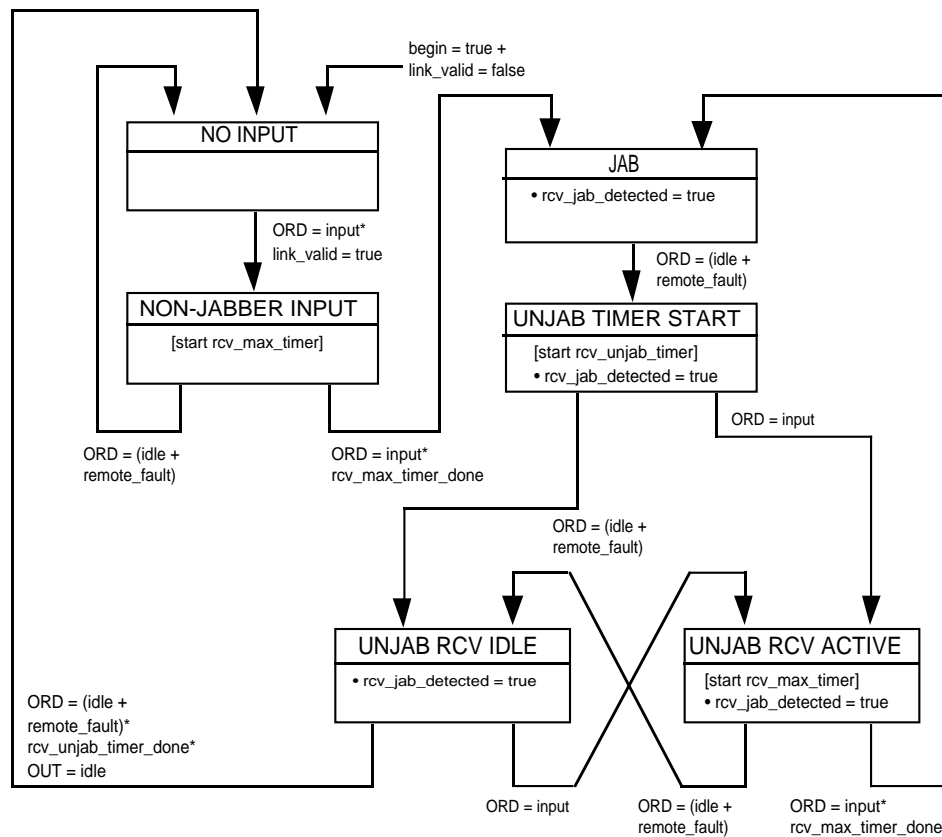 begin = true +
link_valid = false
NO INPUT
ORD = input*
link_valid = true
NON-JABBER INPUT
[start rcv_max_timer]
ORD = (idle +
remote_fault)
ORD = input*
rcv_max_timer_done
JAB
• rcv_jab_detected = true
ORD = (idle +
remote_fault)
UNJAB TIMER START
[start rcv_unjab_timer]
• rcv_jab_detected = true
ORD = input
ORD = (idle +
remote_fault)
UNJAB RCV IDLE
• rcv_jab_detected = true
UNJAB RCV ACTIVE
[start rcv_max_timer]
• rcv_jab_detected = true
ORD = (idle +
remote_fault)*
rcv_unjab_timer_done*
OUT = idle
ORD = input
ORD = (idle +
remote_fault)
ORD = input*
rcv_max_timer_done